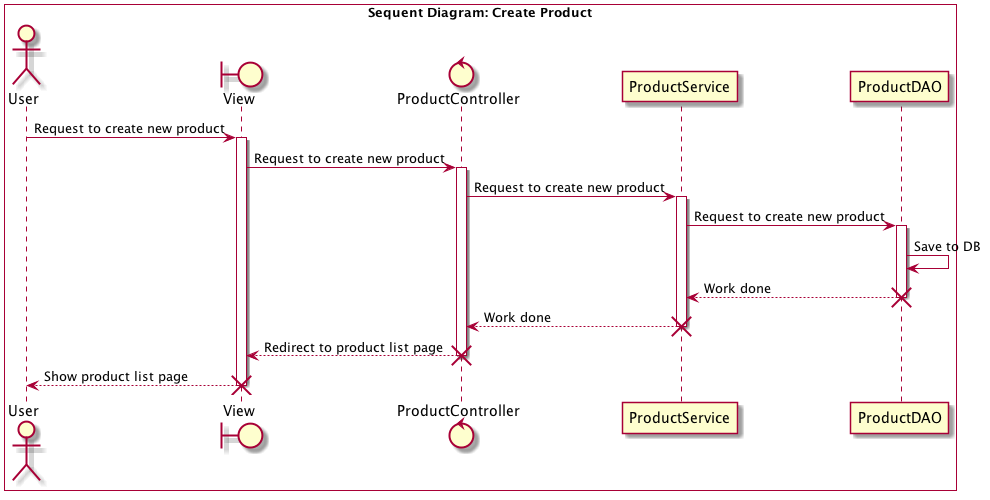 Sequent Diagram: Create Product
User
View
ProductController
ProductService
ProductDAO
Request to create new product
Request to create new product
Request to create new product
Request to create new product
Save to DB
Work done
Work done
Redirect to product list page
Show product list page
User
View
ProductController
ProductService
ProductDAO